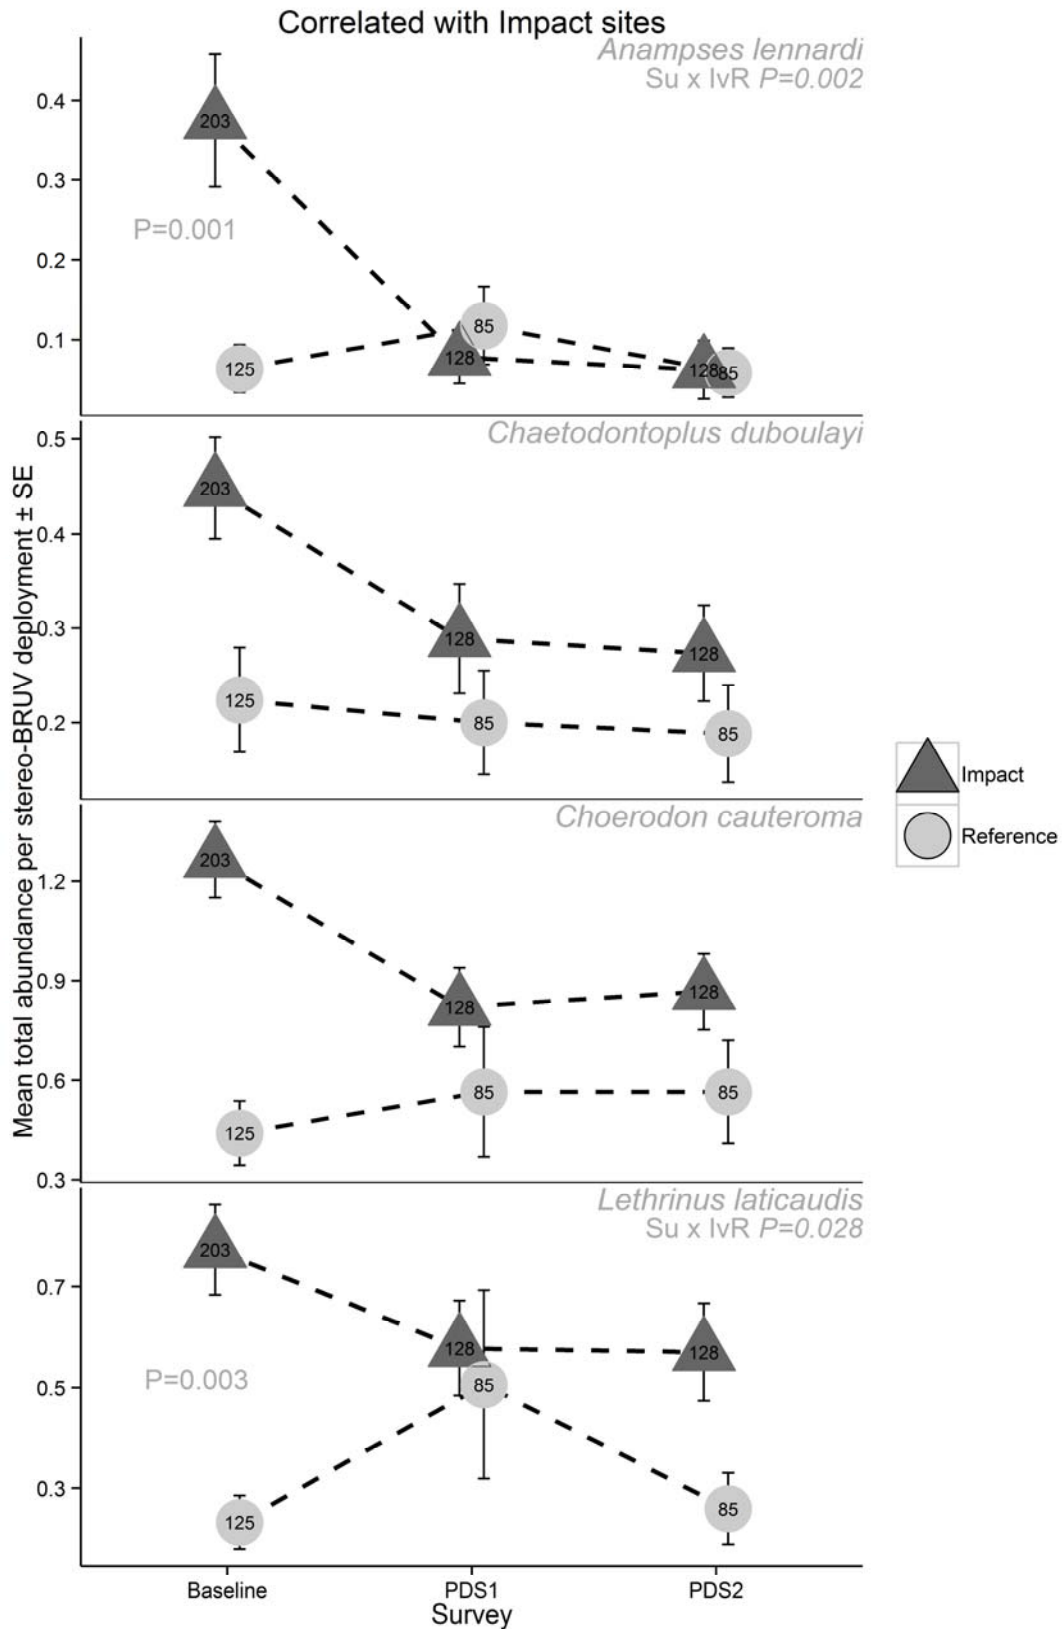 Correlated with Impact sites
Anampses lennardi
Su x IvR P=0.002
0.4
0.3
0.2
0.1
203
P=0.001
125
128
85
128
85
Chaetodontoplus duboulayi
0.5
0.4
0.3
0.2
203
125
128
85
128
85
Mean total abundance per stereo-BRUV deployment ± SE
Impact
Reference
Choerodon cauteroma
1.2
0.9
0.6
0.3
203
125
128
85
128
85
Lethrinus laticaudis
Su x IvR P=0.028
0.7
0.5
0.3
203
P=0.003
125
128
85
128
85
Baseline
PDS1
PDS2
Survey